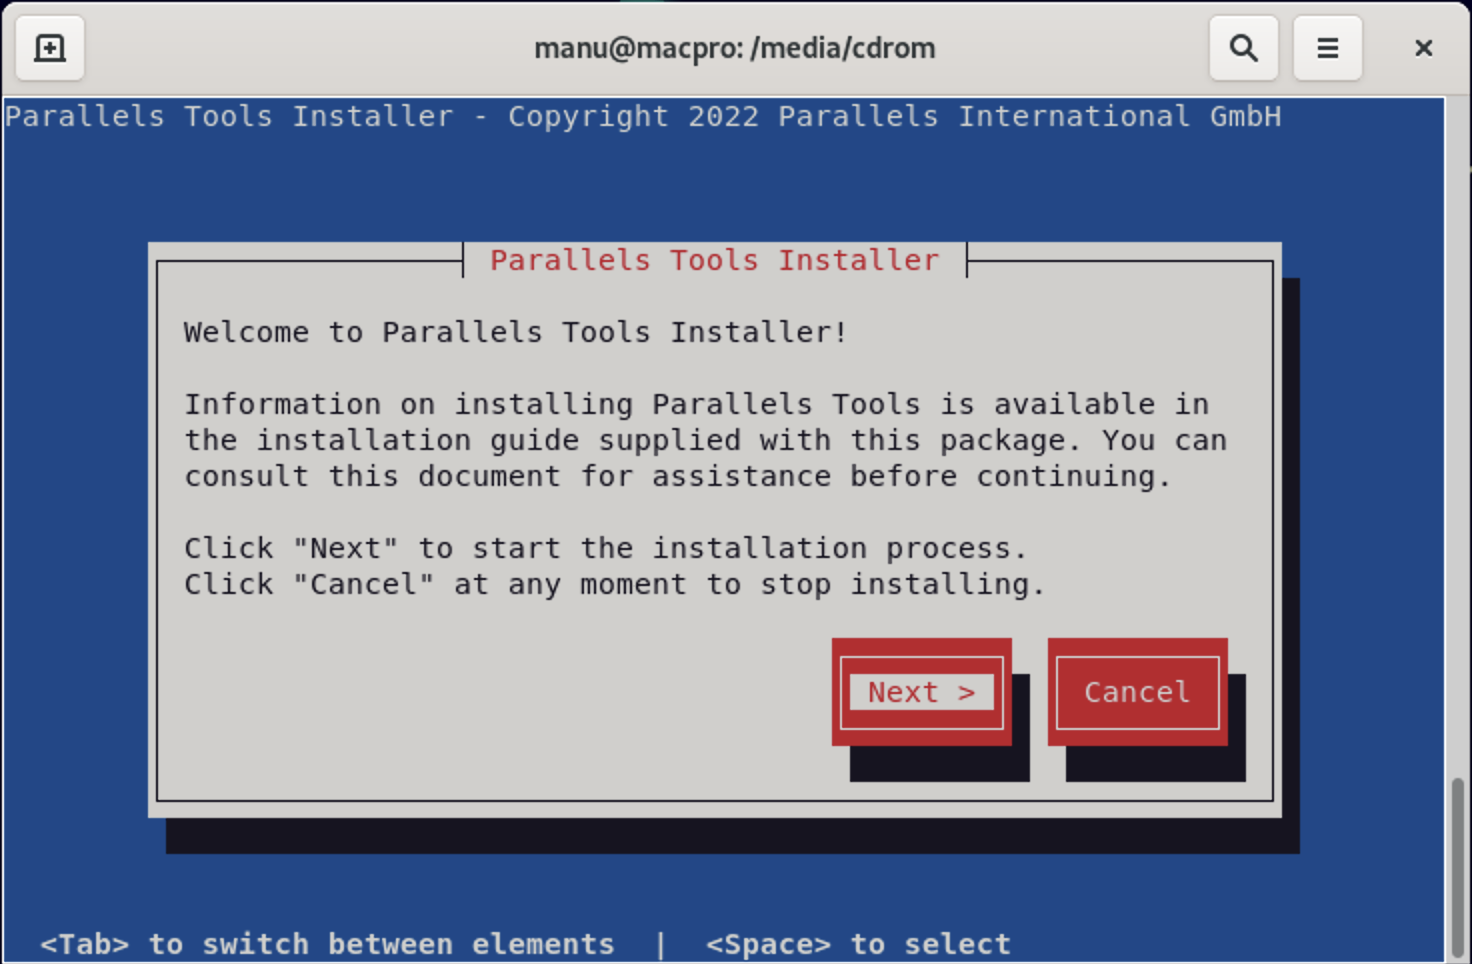 manu@macpro: /media/cdrom
Parallels Tools Installer - Copyright 2022 Parallels International GmbH
Parallels Tools Installer
Welcome to Parallels Tools Installer!
Information on installing Parallels Tools is available in
the installation guide supplied with this package. You can
consult this document for assistance before continuing.
Click "Next" to start the installation process.
Click "Cancel" at any moment to stop installing.
Next > Cancel
<Tab> to switch between elements | <Space> to select